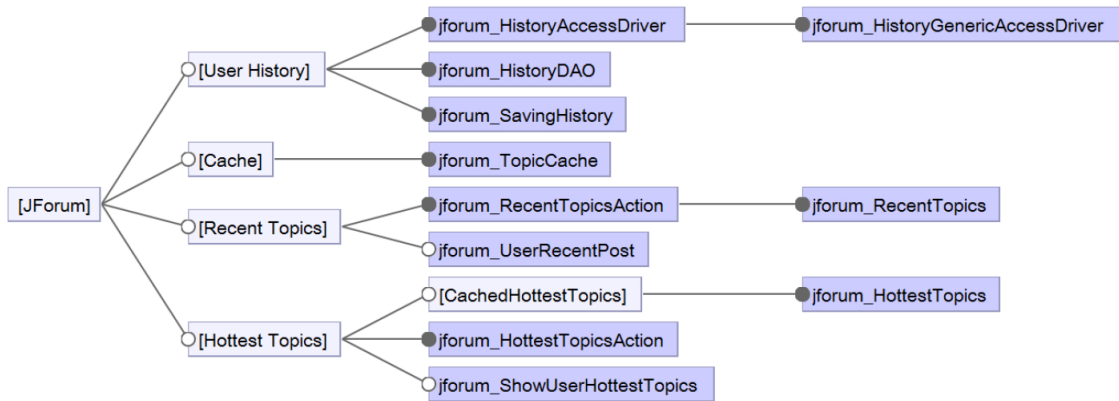 jforum_HistoryAccessDriver
jforum_HistoryGenericAccessDriver
[User History]
jforum_HistoryDAO
jforum_SavingHistory
[Cache]
jforum_TopicCache
[JForum]
jforum_RecentTopicsAction
jforum_RecentTopics
[Recent Topics]
jforum_UserRecentPost
[CachedHottestTopics]
jforum_HottestTopics
[Hottest Topics]
jforum_HottestTopicsAction
jforum_ShowUserHottestTopics